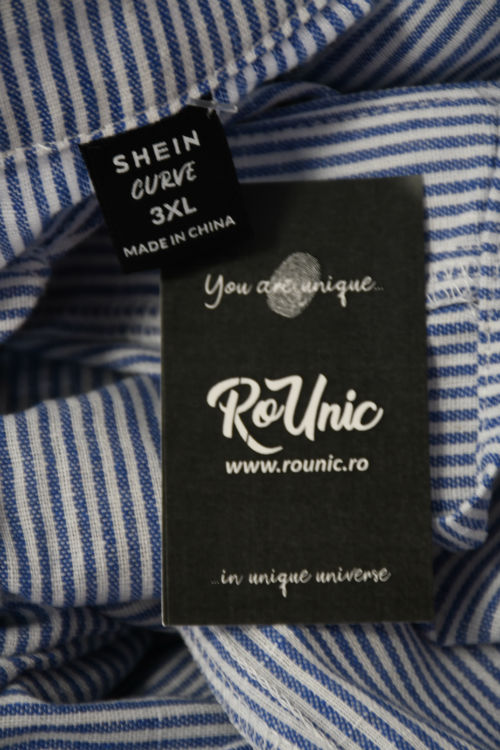 SHEIN
CURVE
3XL
MADE IN CHINA
You are unique...
RoUnic
www.rounic.ro
...in unique universe